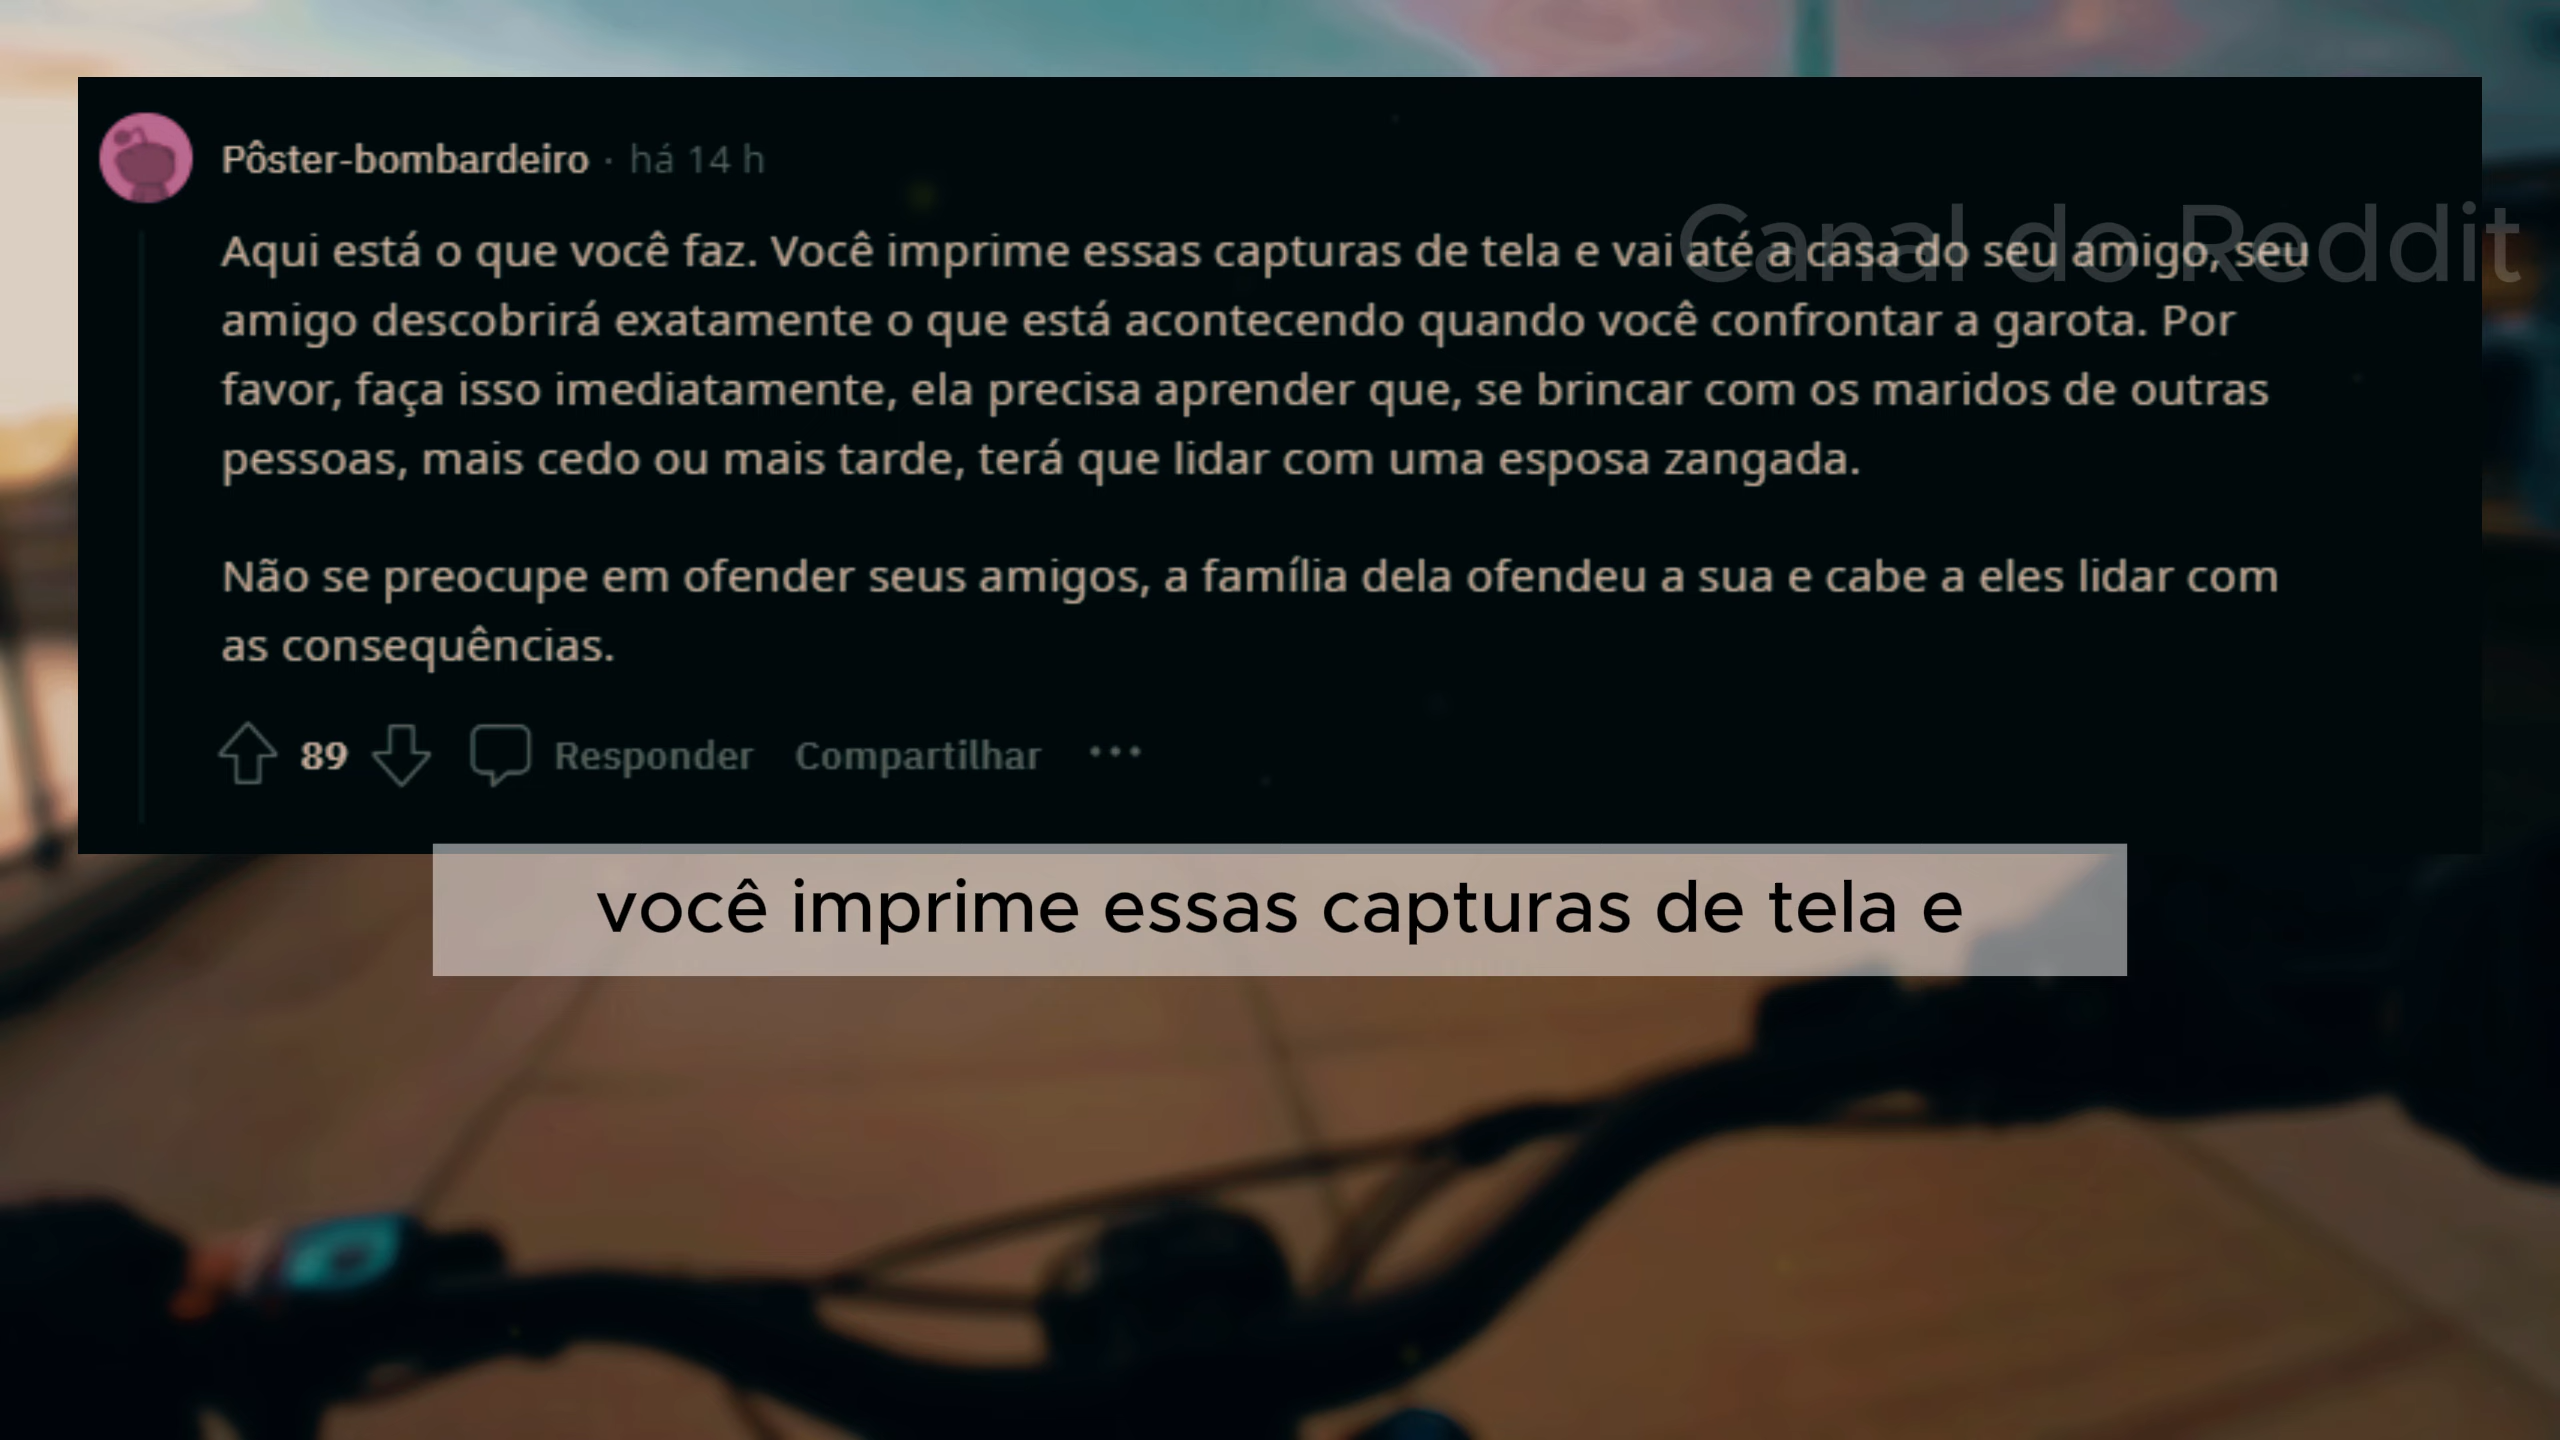 Pôster-bombardeiro · há 14 h
Canal do Reddit
Aqui está o que você faz. Você imprime essas capturas de tela e vai até a casa do seu amigo, seu
amigo descobrirá exatamente o que está acontecendo quando você confrontar a garota. Por
favor, faça isso imediatamente, ela precisa aprender que, se brincar com os maridos de outras
pessoas, mais cedo ou mais tarde, terá que lidar com uma esposa zangada.
Não se preocupe em ofender seus amigos, a família dela ofendeu a sua e cabe a eles lidar com
as consequências.
89 Responder Compartilhar ...
você imprime essas capturas de tela e